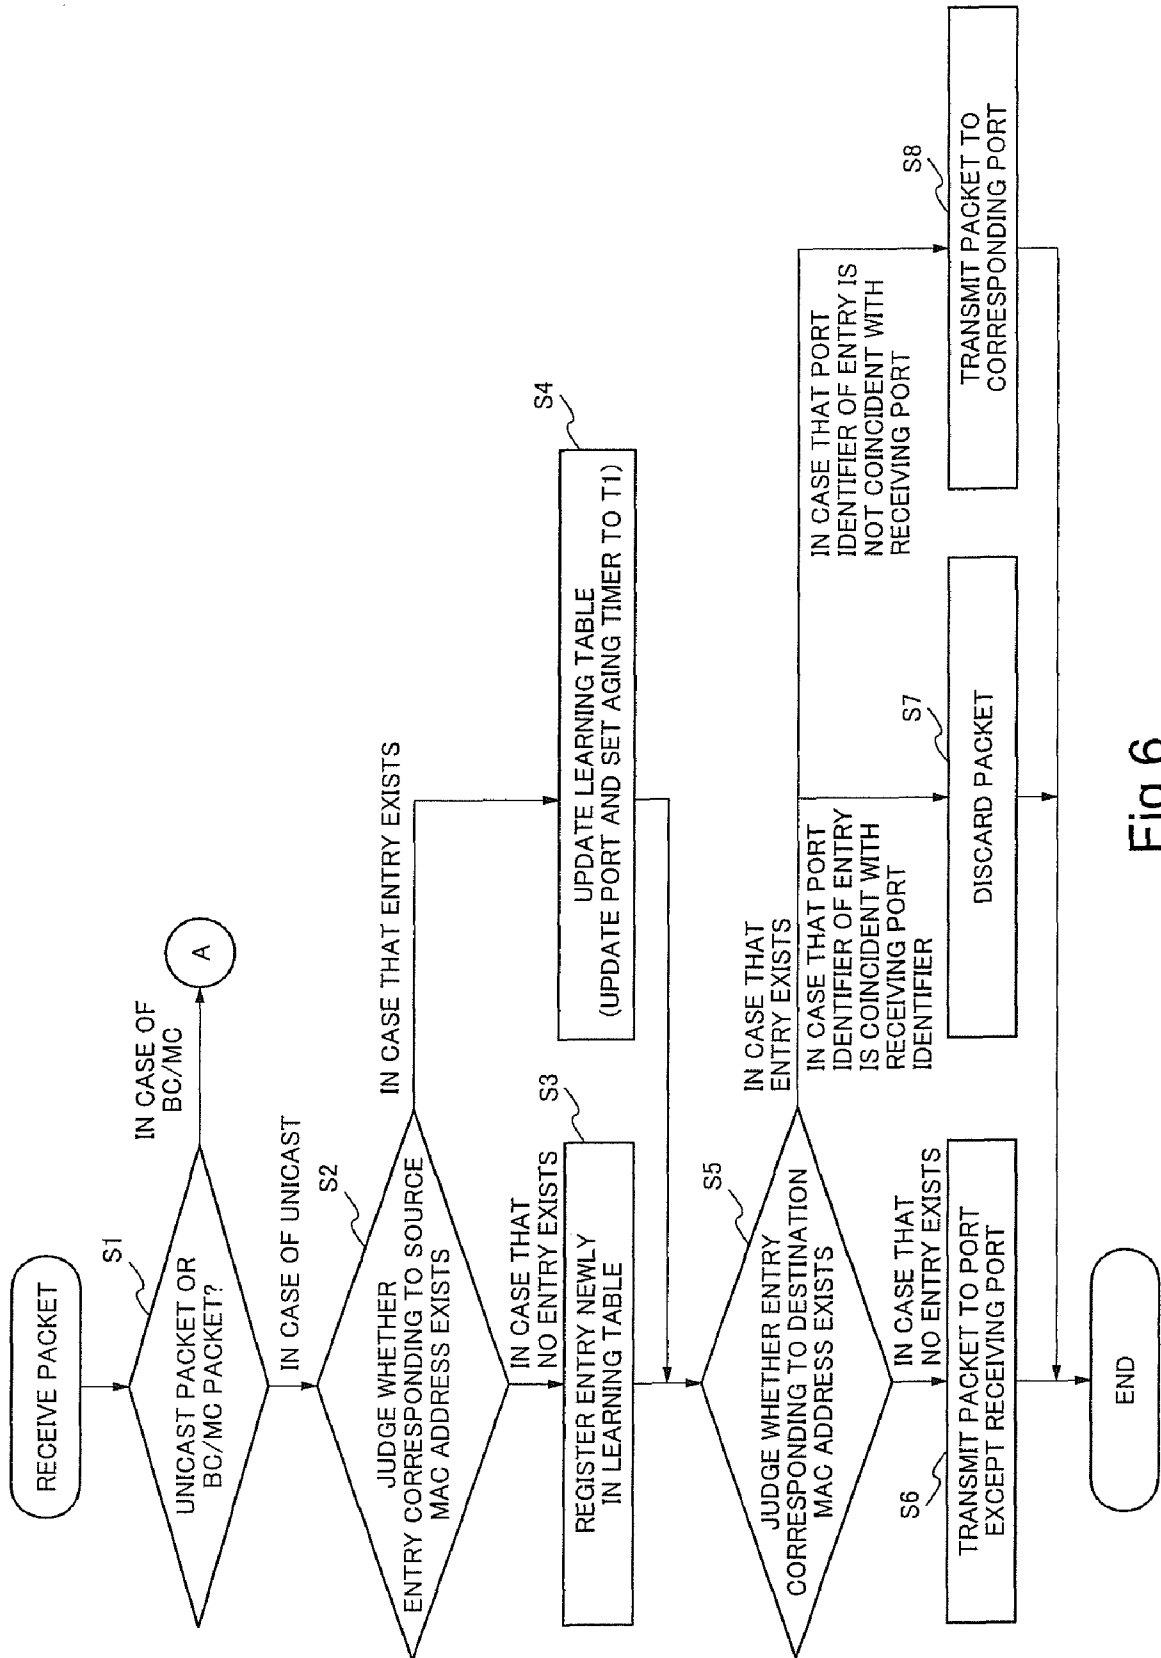 RECEIVE PACKET
S1
UNICAST PACKET OR
BC/MC PACKET?
IN CASE OF
BC/MC
A
IN CASE OF UNICAST
S2
JUDGE WHETHER
ENTRY CORRESPONDING TO SOURCE
MAC ADDRESS EXISTS
IN CASE THAT ENTRY EXISTS
IN CASE THAT
NO ENTRY EXISTS
S3
REGISTER ENTRY NEWLY
IN LEARNING TABLE
S4
UPDATE LEARNING TABLE
(UPDATE PORT AND SET AGING TIMER TO T1)
S5
JUDGE WHETHER ENTRY
CORRESPONDING TO DESTINATION
MAC ADDRESS EXISTS
IN CASE THAT
ENTRY EXISTS
IN CASE THAT PORT
IDENTIFIER OF ENTRY
IS COINCIDENT WITH
RECEIVING PORT
IDENTIFIER
IN CASE THAT PORT
IDENTIFIER OF ENTRY IS
NOT COINCIDENT WITH
RECEIVING PORT
IN CASE THAT
NO ENTRY EXISTS
S6
TRANSMIT PACKET TO PORT
EXCEPT RECEIVING PORT
S7
DISCARD PACKET
S8
TRANSMIT PACKET TO
CORRESPONDING PORT
END
Fig.6